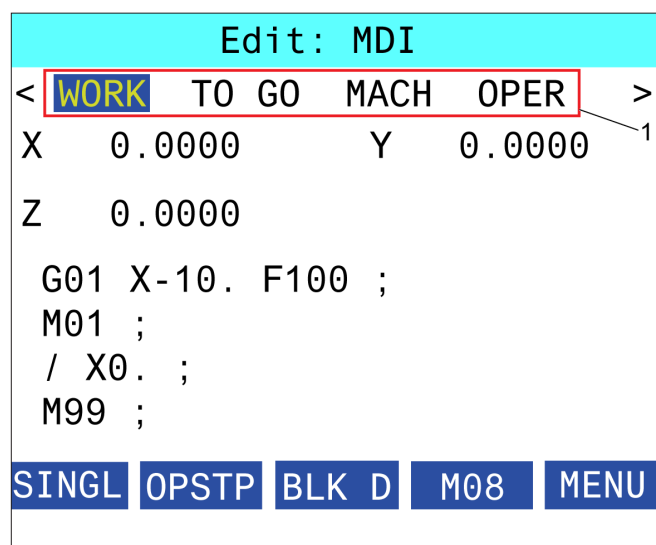 Edit: MDI
< WORK TO GO MACH OPER >
1
X 0.0000 Y 0.0000
Z 0.0000
G01 X-10. F100 ;
M01 ;
/ X0. ;
M99 ;
SINGL OPSTP BLK D M08 MENU